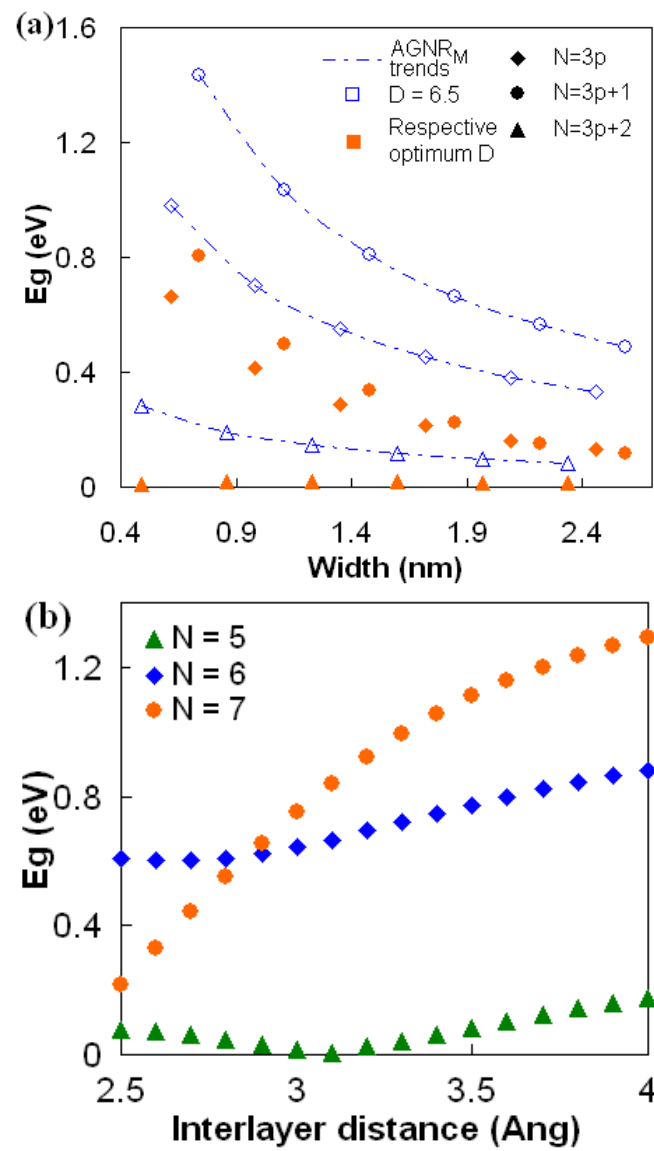 (a)
1.6
1.2
0.8
0.4
0
Eg (eV)
AGNRM
trends
D = 6.5
Respective
optimum D
N=3p
N=3p+1
N=3p+2
0.4 0.9 1.4 1.9 2.4
Width (nm)
(b)
N = 5
N = 6
N = 7
1.2
0.8
0.4
0
Eg (eV)
2.5 3 3.5 4
Interlayer distance (Ang)